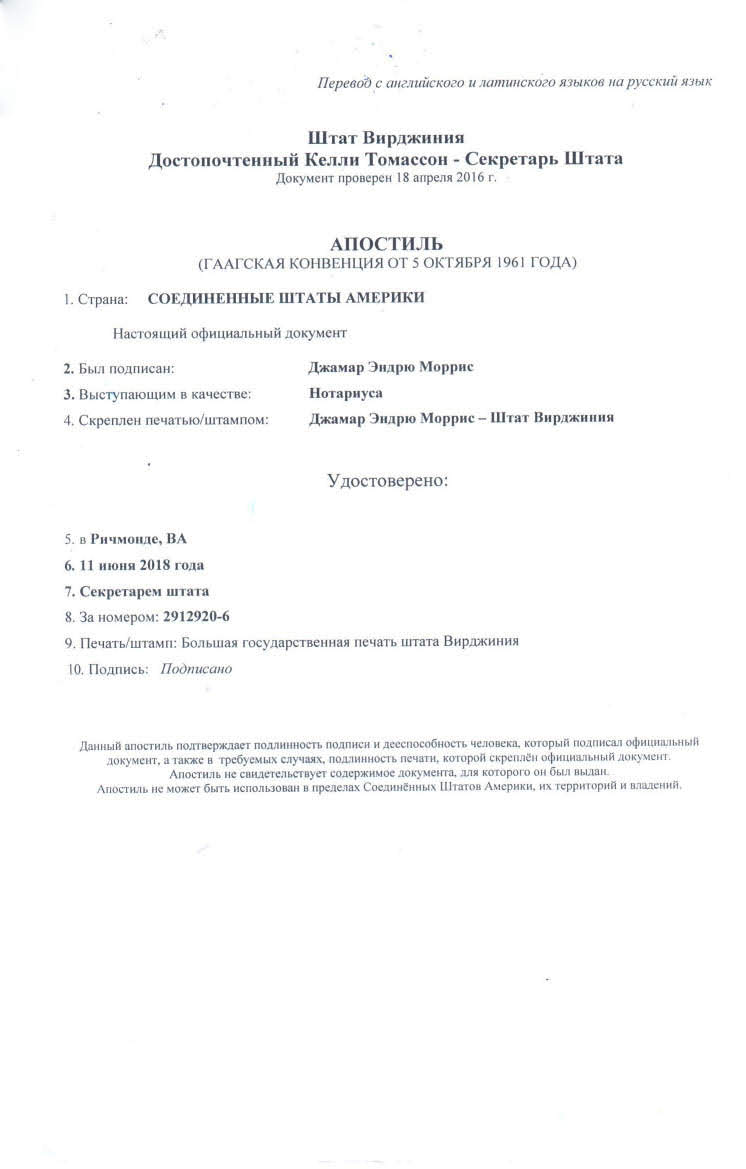 Перевод с английского и латинского языков на русский язык
Штат Вирджиния
Достопочтенный Келли Томассон - Секретарь Штата
Документ проверен 18 апреля 2016 г.
АПОСТИЛЬ
(ГААГСКАЯ КОНВЕНЦИЯ ОТ 5 ОКТЯБРЯ 1961 ГОДА)
1. Страна: СОЕДИНЕННЫЕ ШТАТЫ АМЕРИКИ
Настоящий официальный документ
2. Был подписан: Джамар Эндрю Моррис
3. Выступающим в качестве: Нотариуса
4. Скреплен печатью/штампом: Джамар Эндрю Моррис – Штат Вирджиния
Удостоверено:
5. в Ричмонде, ВА
6. 11 июня 2018 года
7. Секретарем штата
8. За номером: 2912920-6
9. Печать/штамп: Большая государственная печать штата Вирджиния
10. Подпись: Подписано
Данный апостиль подтверждает подлинность подписи и дееспособность человека, который подписал официальный
документ, а также в требуемых случаях, подлинность печати, которой скреплён официальный документ.
Апостиль не свидетельствует содержимое документа, для которого он был выдан.
Апостиль не может быть использован в пределах Соединённых Штатов Америки, их территорий и владений.